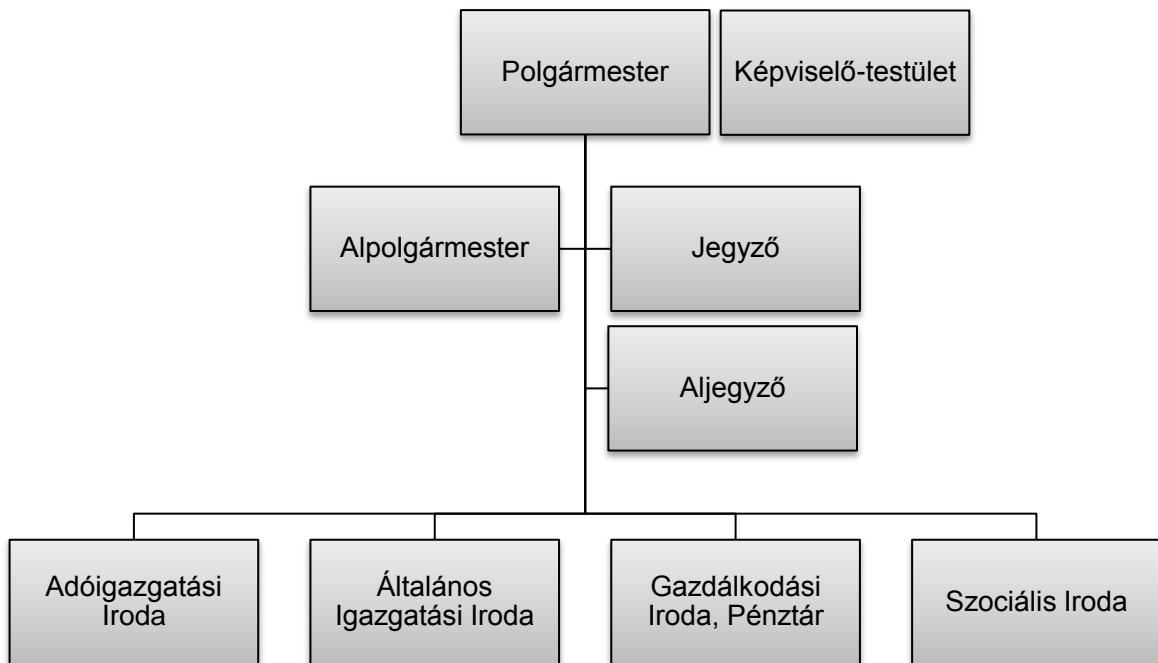 Polgármester
Képviselő-testület
Alpolgármester
Jegyző
Aljegyző
Adóigazgatási
Iroda
Általános
Igazgatási Iroda
Gazdálkodási
Iroda, Pénztár
Szociális Iroda